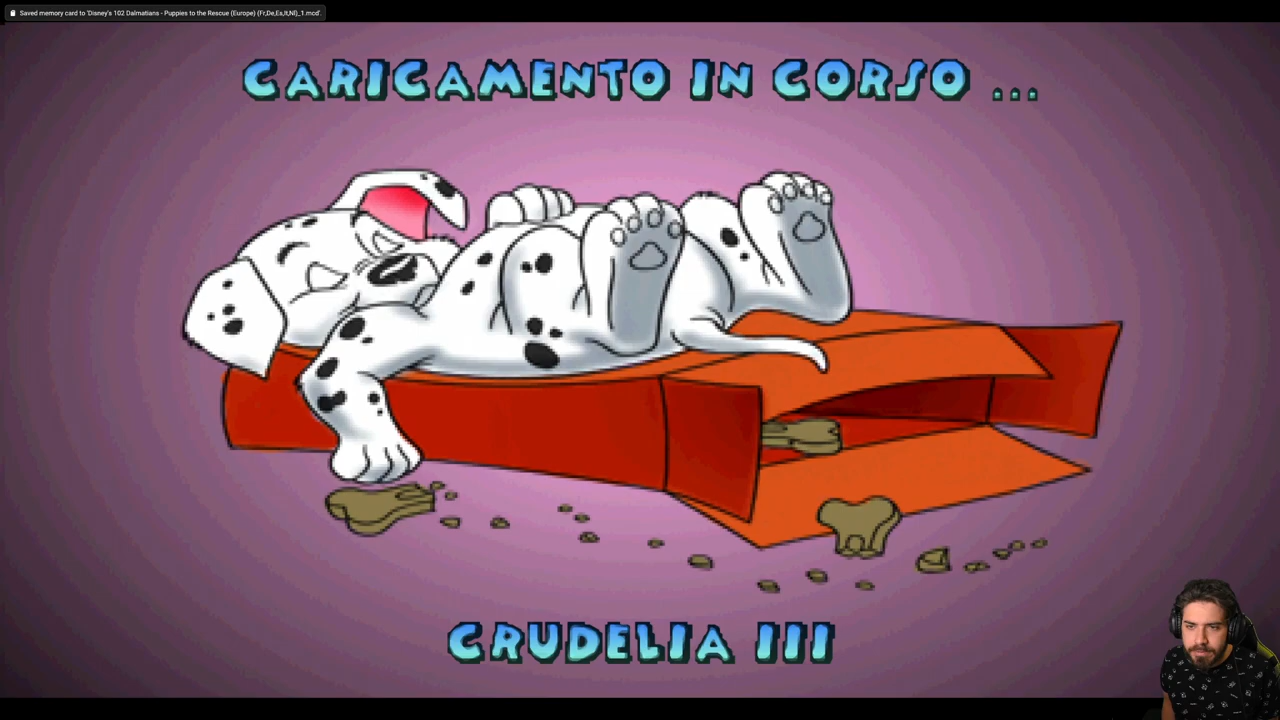 Saved memory card to 'Disney's 102 Dalmatians - Puppies to the Rescue (Europe) (Fr,De,Es,It,Nl)_1.mcd'.
CARICAMENTO IN CORSO ...
CRUDELIA III